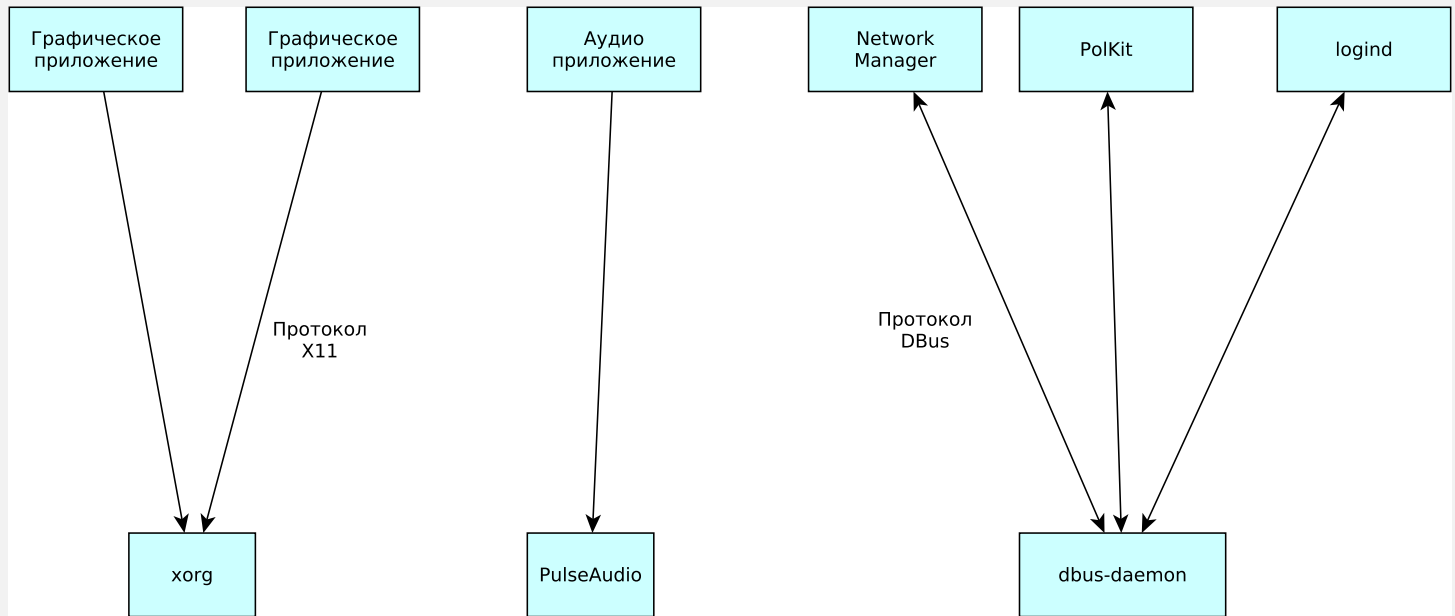 Графическое
приложение
Графическое
приложение
Аудио
приложение
Network
Manager
PolKit
logind
Протокол
X11
Протокол
DBus
xorg
PulseAudio
dbus-daemon